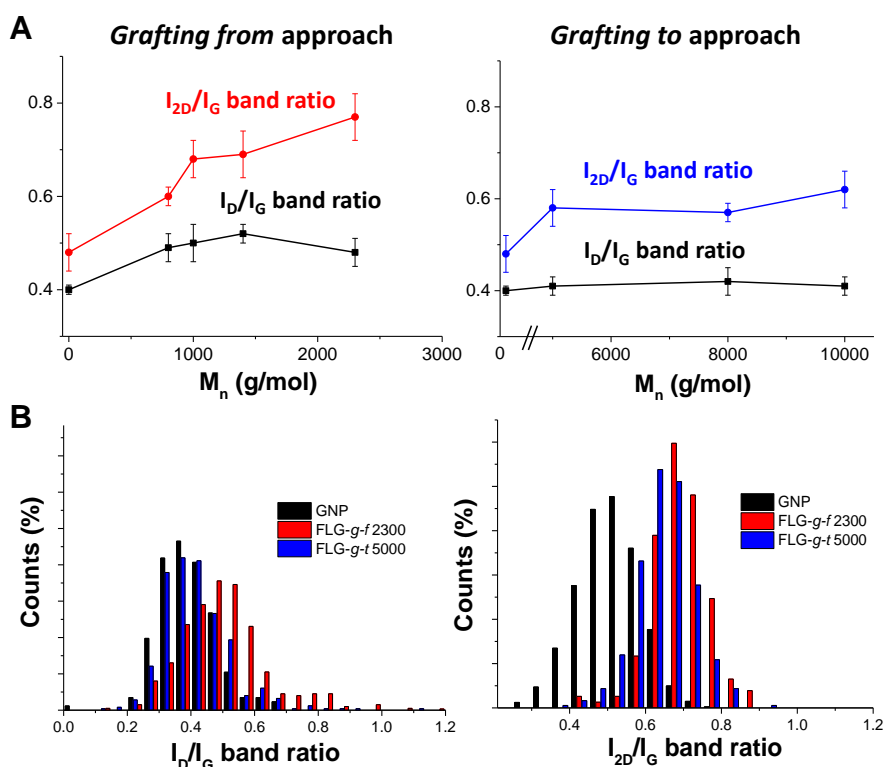 A
Grafting from approach
Grafting to approach
0.8
0.6
0.4
I2D/IG band ratio
ID/IG band ratio
0 1000 2000 3000
Mn (g/mol)
0.8
0.6
0.4
I2D/IG band ratio
ID/IG band ratio
0 // 6000 8000 10000
Mn (g/mol)
B
Counts (%)
GNP
FLG-g-f 2300
FLG-g-t 5000
0.0 0.2 0.4 0.6 0.8 1.0 1.2
ID/IG band ratio
Counts (%)
GNP
FLG-g-f 2300
FLG-g-t 5000
0.4 0.6 0.8 1.0 1.2
I2D/IG band ratio